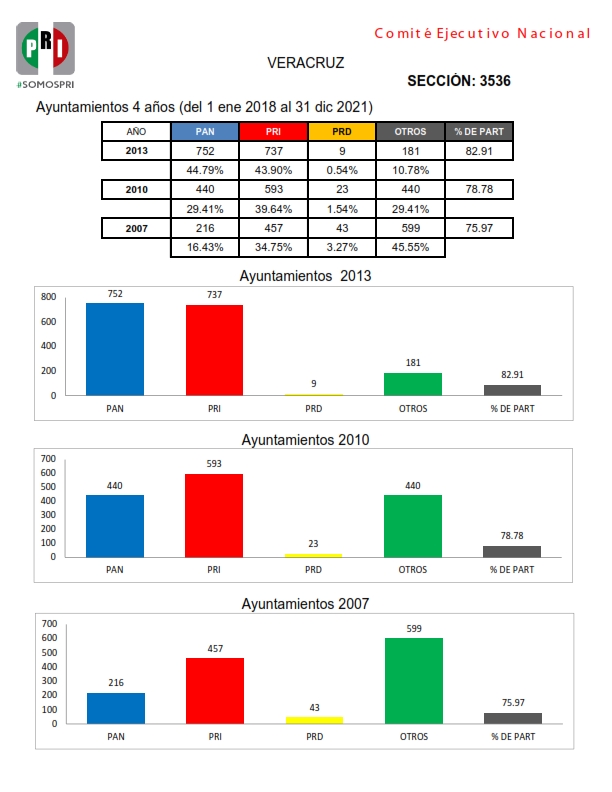 Comité Ejecutivo Nacional
PRI
#SOMOSPRI
VERACRUZ
SECCIÓN: 3536
Ayuntamientos 4 años (del 1 ene 2018 al 31 dic 2021)
AÑO PAN PRI PRD OTROS % DE PART
2013 752 737 9 181 82.91
44.79% 43.90% 0.54% 10.78%
2010 440 593 23 440 78.78
29.41% 39.64% 1.54% 29.41%
2007 216 457 43 599 75.97
16.43% 34.75% 3.27% 45.55%
Ayuntamientos 2013
800
600
400
200
0
752 737 9 181 82.91
PAN PRI PRD OTROS % DE PART
Ayuntamientos 2010
700
600
500
400
300
200
100
0
440 593 23 440 78.78
PAN PRI PRD OTROS % DE PART
Ayuntamientos 2007
700
600
500
400
300
200
100
0
216 457 43 599 75.97
PAN PRI PRD OTROS % DE PART